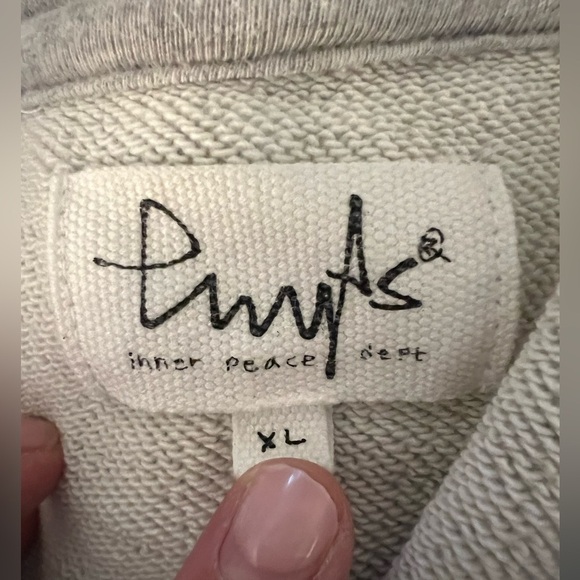 inner peace dept
XL